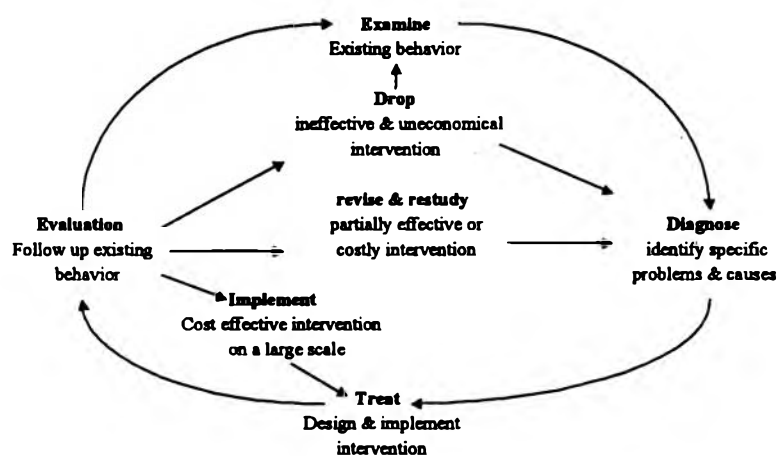 Examine
Existing behavior
Drop
ineffective & uneconomical
intervention
revise & restudy
partially effective or
costly intervention
Evaluation
Follow up existing
behavior
Diagnose
identify specific
problems & causes
Implement
Cost effective intervention
on a large scale
Treat
Design & implement
intervention